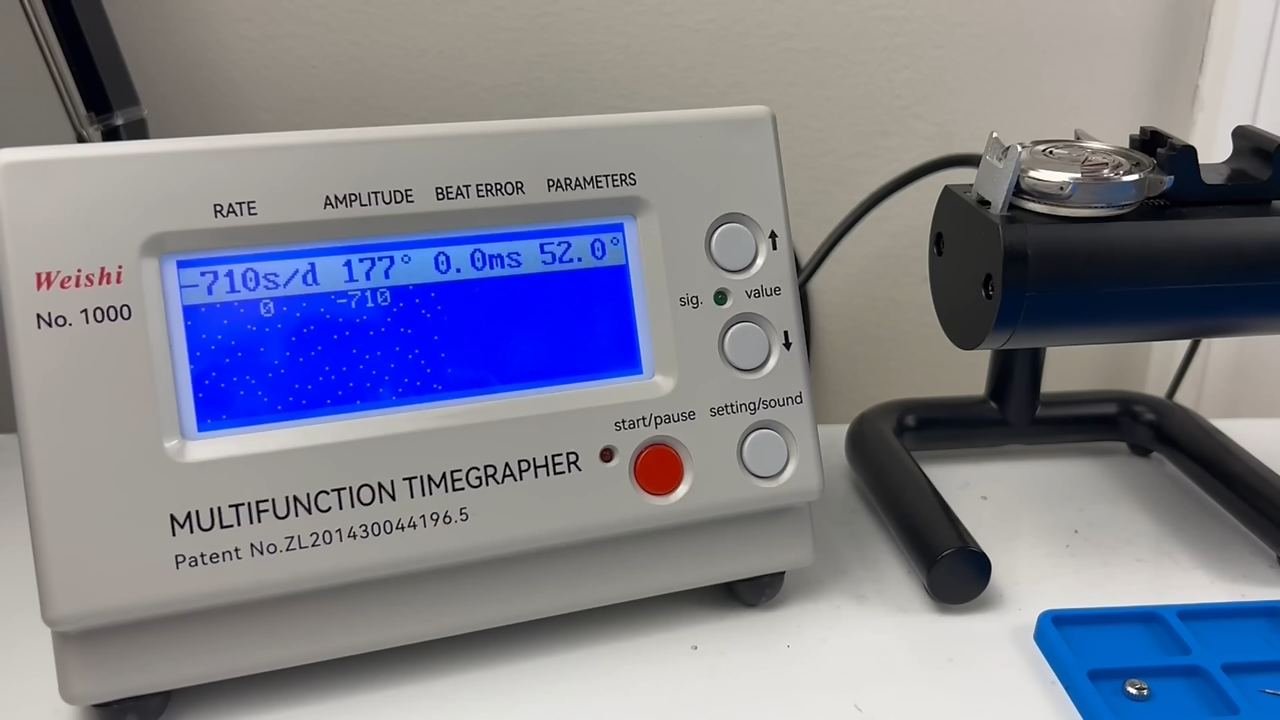 RATE AMPLITUDE BEAT ERROR PARAMETERS
-710s/d 177° 0.0ms 52.0°
0 -710
Weishi
No. 1000
sig. value
start/pause setting/sound
MULTIFUNCTION TIMEGRAPHER
Patent No.ZL201430044196.5